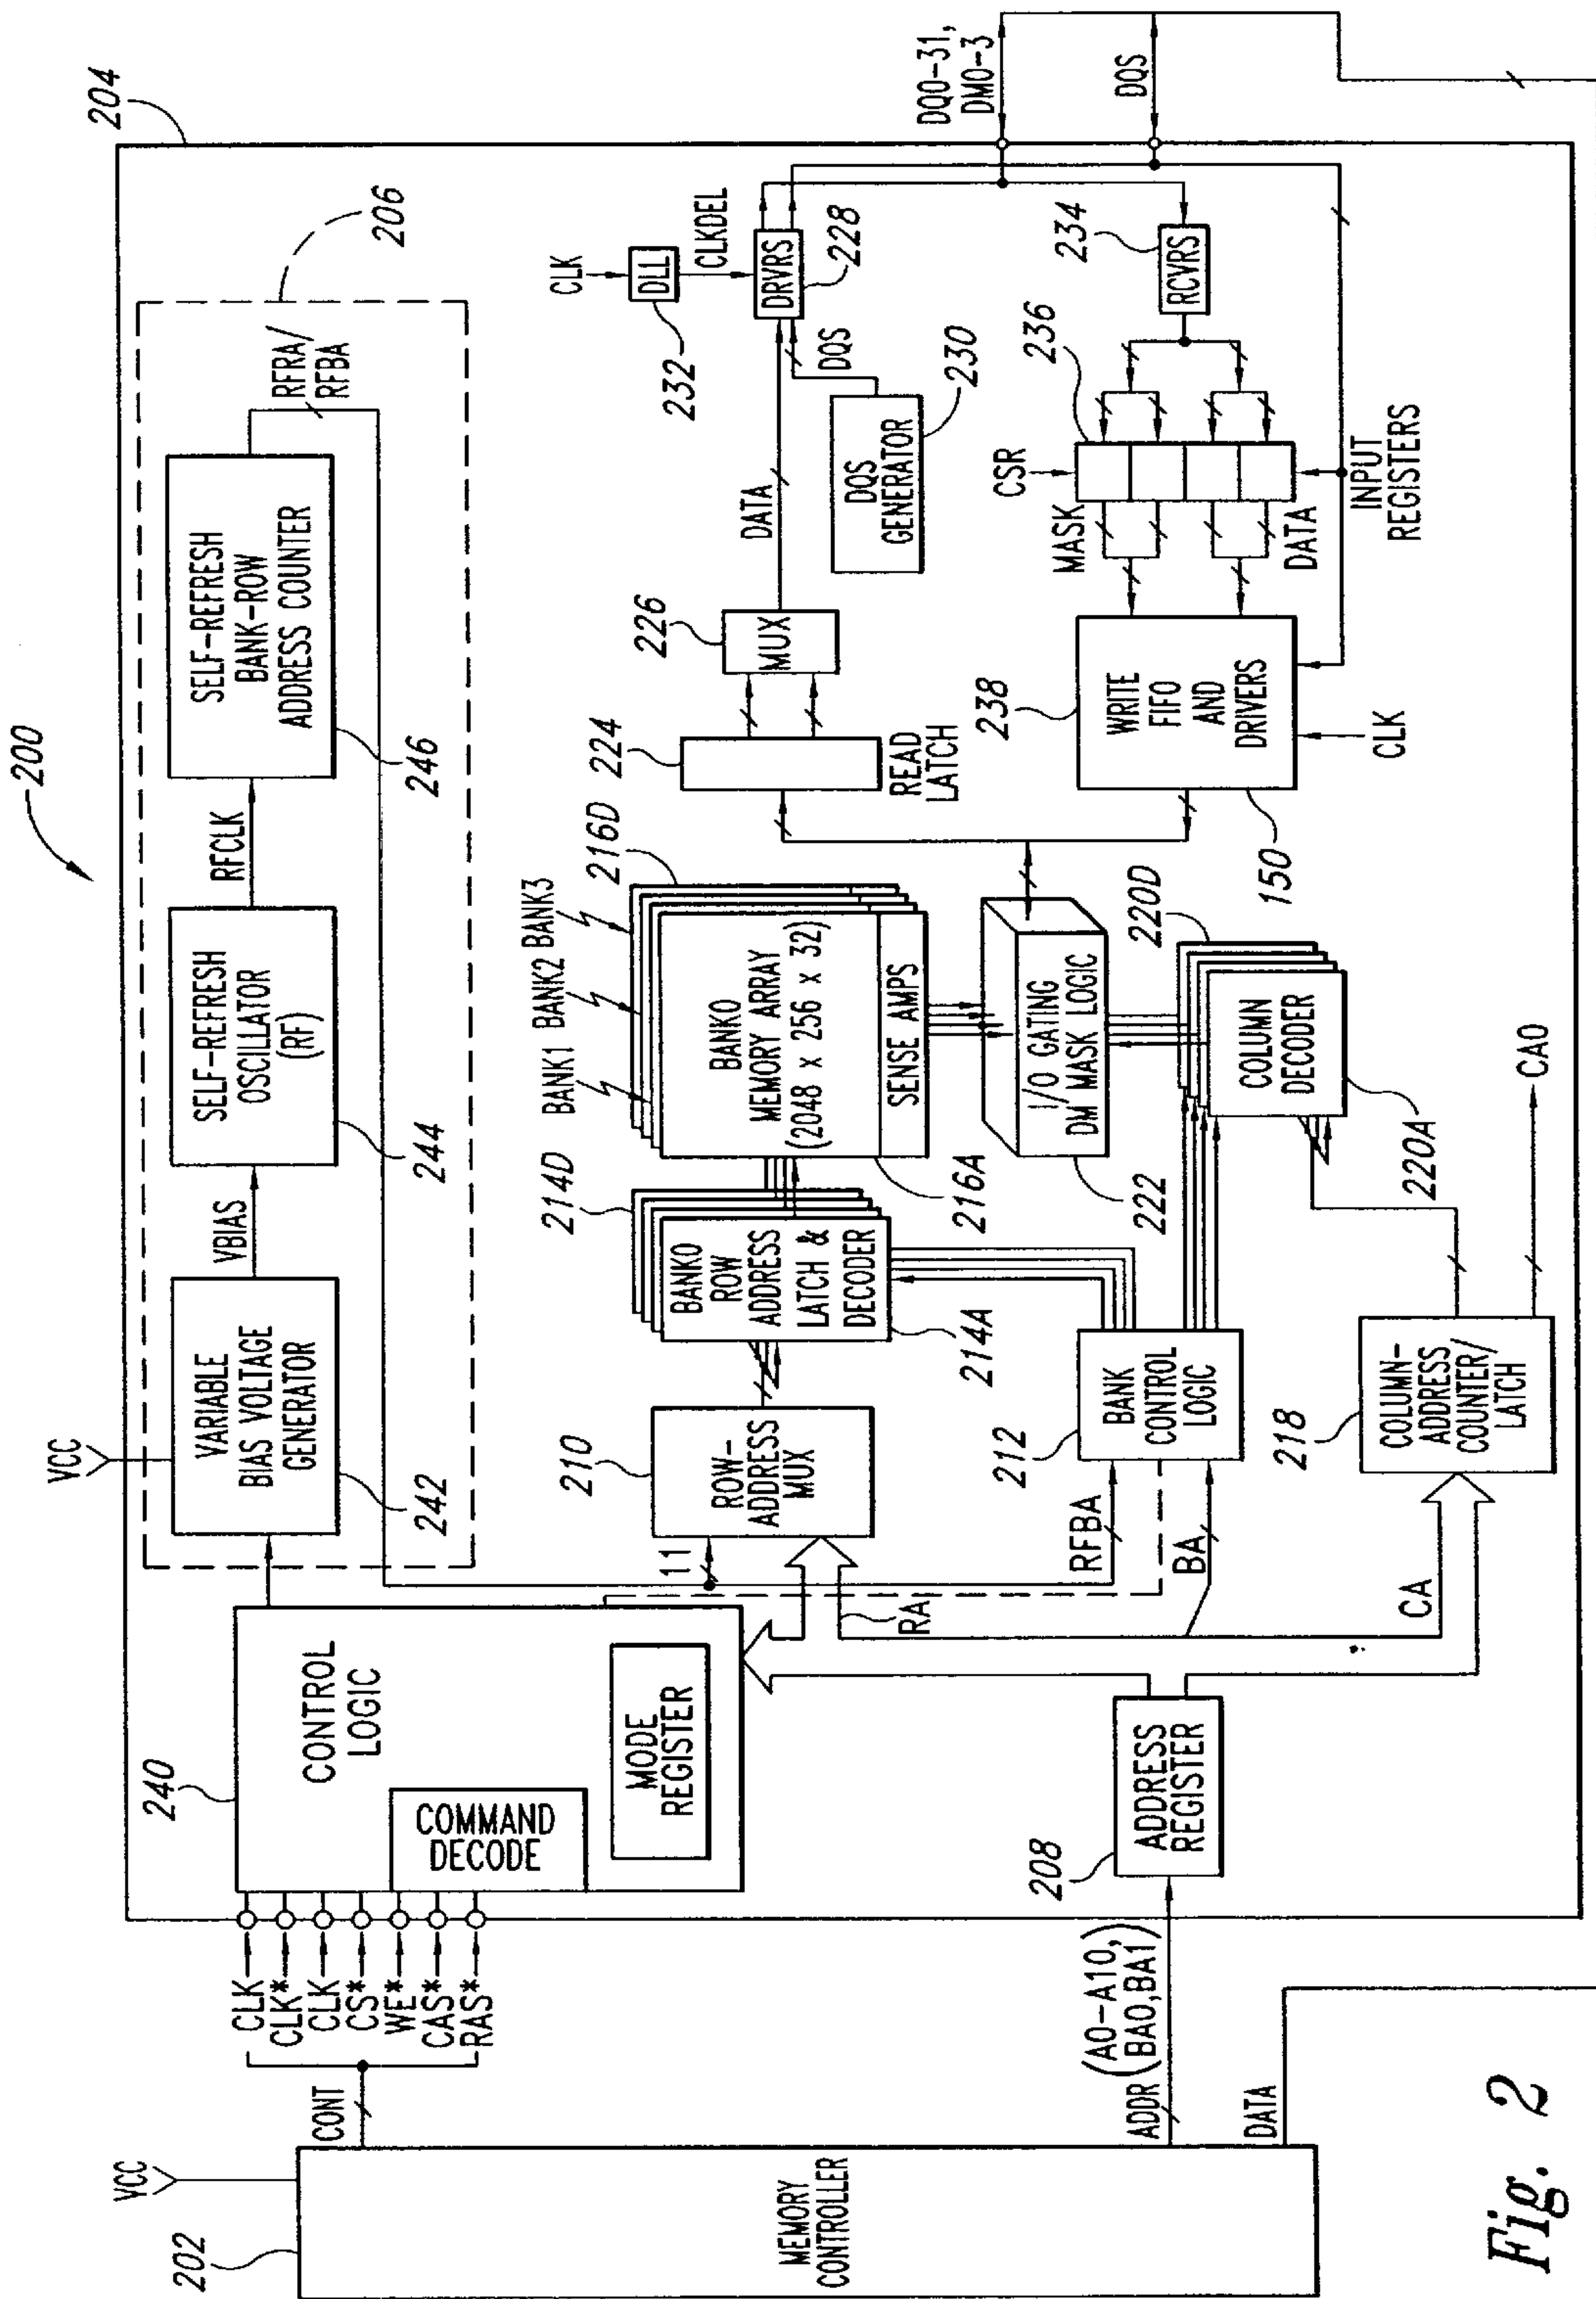 200
204
206
VCC
VARIABLE
BIAS VOLTAGE
GENERATOR
242
VBIAS
SELF-REFRESH
OSCILLATOR
(RF)
244
RFCLK
SELF-REFRESH
BANK-ROW
ADDRESS COUNTER
246
RFRA/
RFBA
VCC
202
MEMORY
CONTROLLER
CONT
CLK
CLK*
CLK
CS*
WE*
CAS*
RAS*
240
CONTROL
LOGIC
COMMAND
DECODE
MODE
REGISTER
ADDR
(A0-A10,
BA0,BA1)
DATA
208
ADDRESS
REGISTER
11
210
ROW-
ADDRESS
MUX
RA
RFBA
BA
CA
212
BANK
CONTROL
LOGIC
218
COLUMN-
ADDRESS
COUNTER/
LATCH
CA0
214D
BANK0
ROW
ADDRESS
LATCH &
DECODER
214A
BANK1
BANK2
BANK3
216D
BANK0
MEMORY ARRAY
(2048 x 256 x 32)
SENSE AMPS
216A
I/O GATING
DM MASK LOGIC
222
220D
COLUMN
DECODER
220A
224
READ
LATCH
226
MUX
DATA
DQS
GENERATOR
230
DQS
CLK
DLL
232
CLKDEL
DRVRS
228
DQ0-31,
DM0-3
DQS
234
RCVRS
236
CSR
MASK
DATA
INPUT
REGISTERS
238
WRITE
FIFO
AND
DRIVERS
CLK
150
Fig. 2